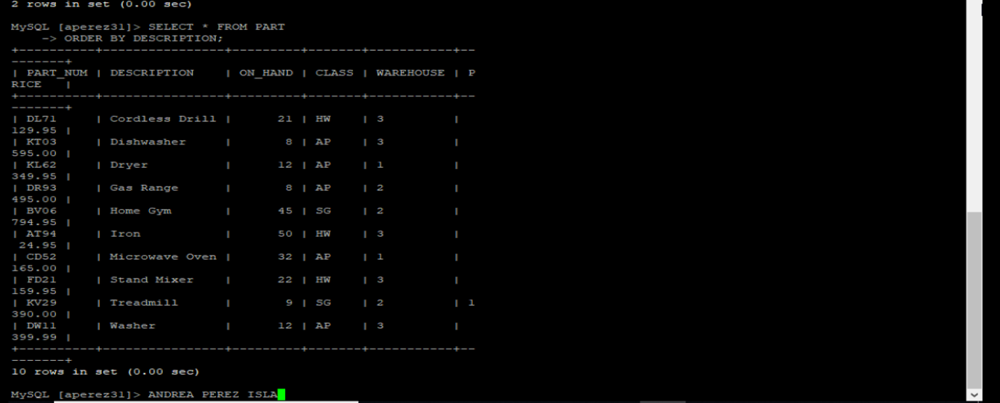 2 rows in set (0.00 sec)
MySQL [aperez31]> SELECT * FROM PART
    -> ORDER BY DESCRIPTION;
+----------+----------------+---------+-------+-----------+--
-------+
| PART_NUM | DESCRIPTION    | ON_HAND | CLASS | WAREHOUSE | P
RICE    |
+----------+----------------+---------+-------+-----------+--
-------+
| DL71     | Cordless Drill |      21 | HW    | 3         |
129.95 |
| KT03     | Dishwasher     |       8 | AP    | 3         |
595.00 |
| KL62     | Dryer          |      12 | AP    | 1         |
349.95 |
| DR93     | Gas Range      |       8 | AP    | 2         |
495.00 |
| BV06     | Home Gym       |      45 | SG    | 2         |
794.95 |
| AT94     | Iron           |      50 | HW    | 3         |
 24.95 |
| CD52     | Microwave Oven |      32 | AP    | 1         |
165.00 |
| FD21     | Stand Mixer    |      22 | HW    | 3         |
159.95 |
| KV29     | Treadmill      |       9 | SG    | 2         | 1
390.00 |
| DW11     | Washer         |      12 | AP    | 3         |
399.99 |
+----------+----------------+---------+-------+-----------+--
-------+
10 rows in set (0.00 sec)
MySQL [aperez31]> ANDREA PEREZ ISLA